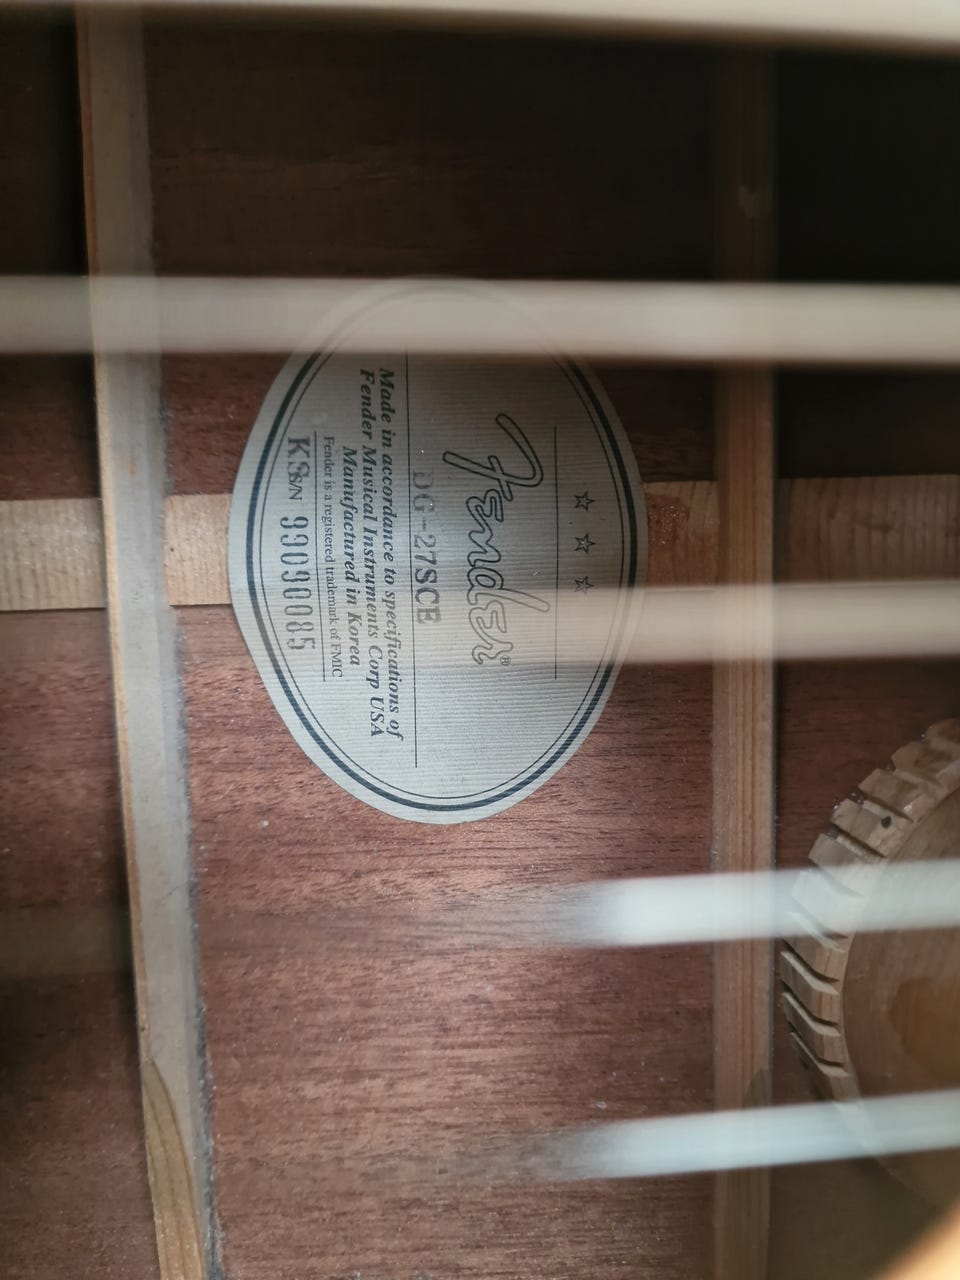 ☆ ☆ ☆
Fender®
DG-27SCE
Made in accordance to specifications of
Fender Musical Instruments Corp USA
Manufactured in Korea
Fender is a registered trademark of FMIC
KSS/N 99090085